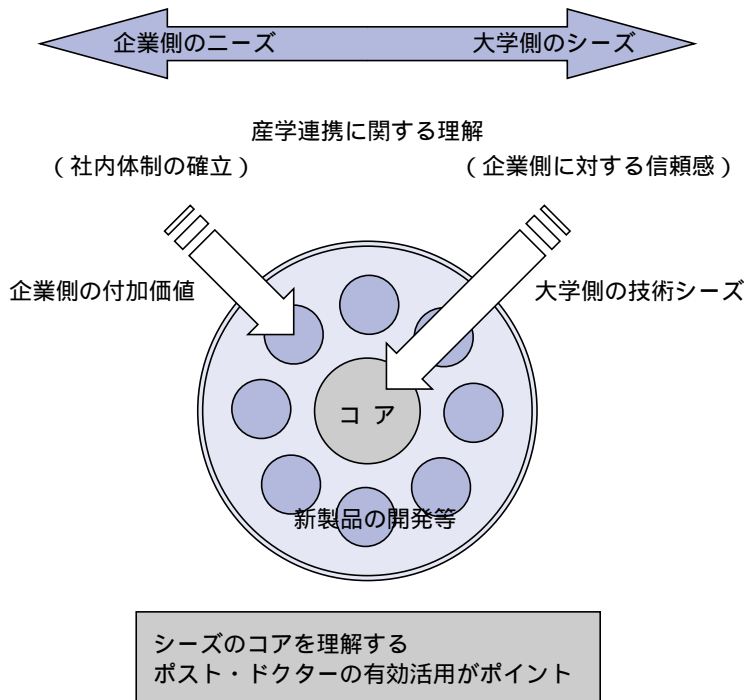 企業側のニーズ
大学側のシーズ
産学連携に関する理解
(社内体制の確立)
(企業側に対する信頼感)
企業側の付加価値
大学側の技術シーズ
コ ア
新製品の開発等
シーズのコアを理解する
ポスト・ドクターの有効活用がポイント